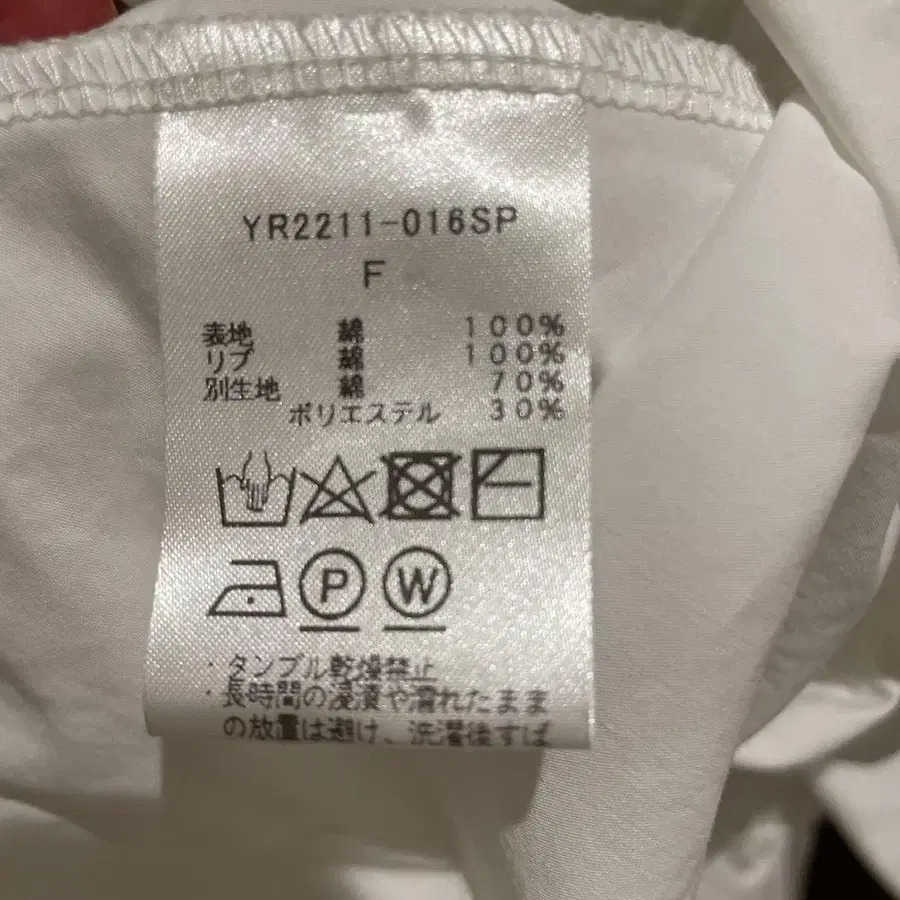 YR2211-016SP
F
表地 綿 100%
リブ 綿 100%
別生地 綿 70%
ポリエステル 30%
P W
・タンブル乾燥禁止
・長時間の浸漬や濡れたまま
の放置は避け、洗濯後すば